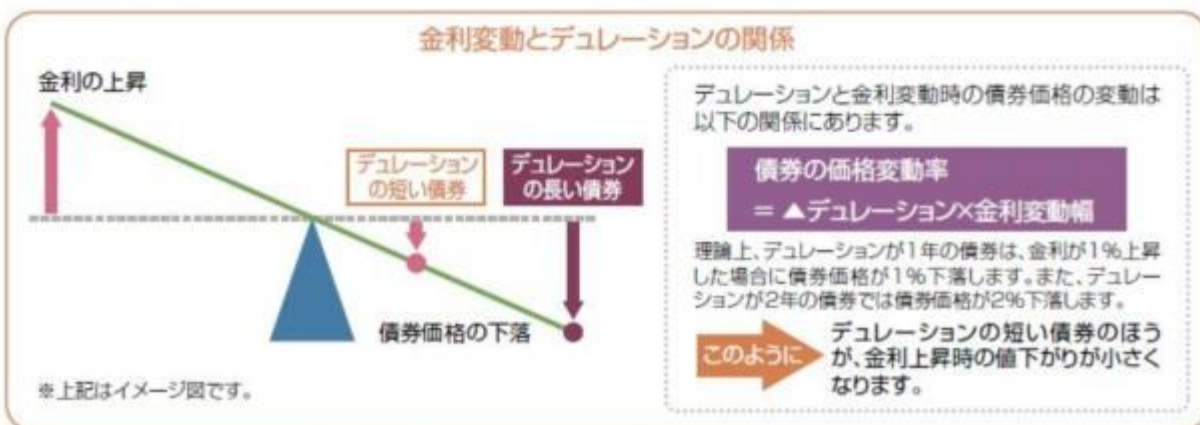 金利変動とデュレーションの関係
金利の上昇
デュレーション
の短い債券
デュレーション
の長い債券
債券価格の下落
※上記はイメージ図です。
デュレーションと金利変動時の債券価格の変動は
以下の関係にあります。
債券の価格変動率
= ▲デュレーション×金利変動幅
理論上、デュレーションが1年の債券は、金利が1%上昇
した場合に債券価格が1%下落します。また、デュレー
ションが2年の債券では債券価格が2%下落します。
このように
デュレーションの短い債券のほう
が、金利上昇時の値下がりが小さく
なります。